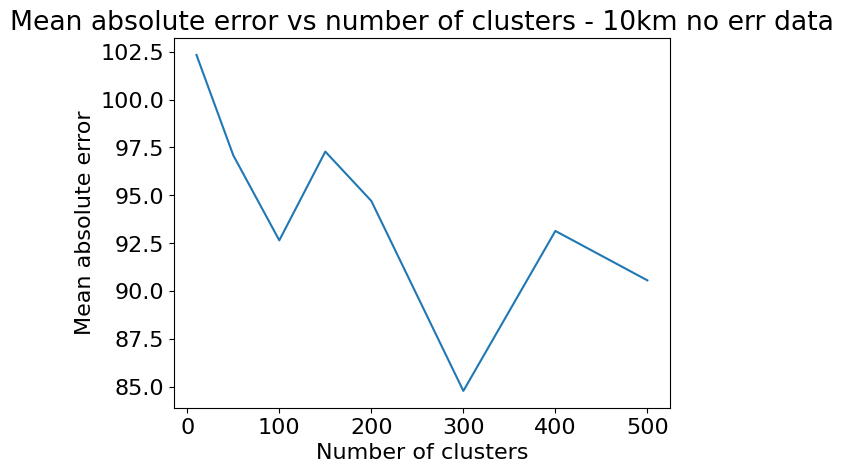 Mean absolute error vs number of clusters - 10km no err data
Mean absolute error
102.5
100.0
97.5
95.0
92.5
90.0
87.5
85.0
0 100 200 300 400 500
Number of clusters